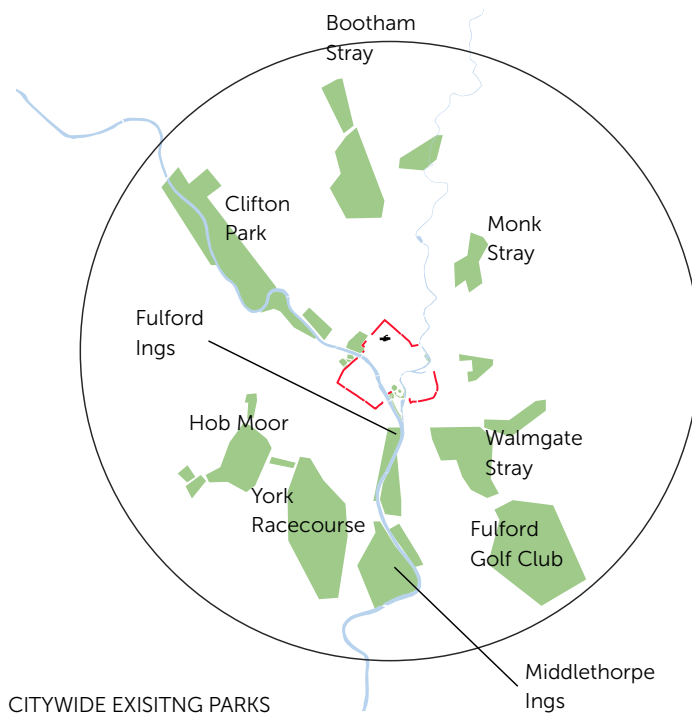 Bootham
Stray
Clifton
Park
Monk
Stray
Fulford
Ings
Hob Moor
Walmgate
Stray
York
Racecourse
Fulford
Golf Club
Middlethorpe
Ings
CITYWIDE EXISITNG PARKS